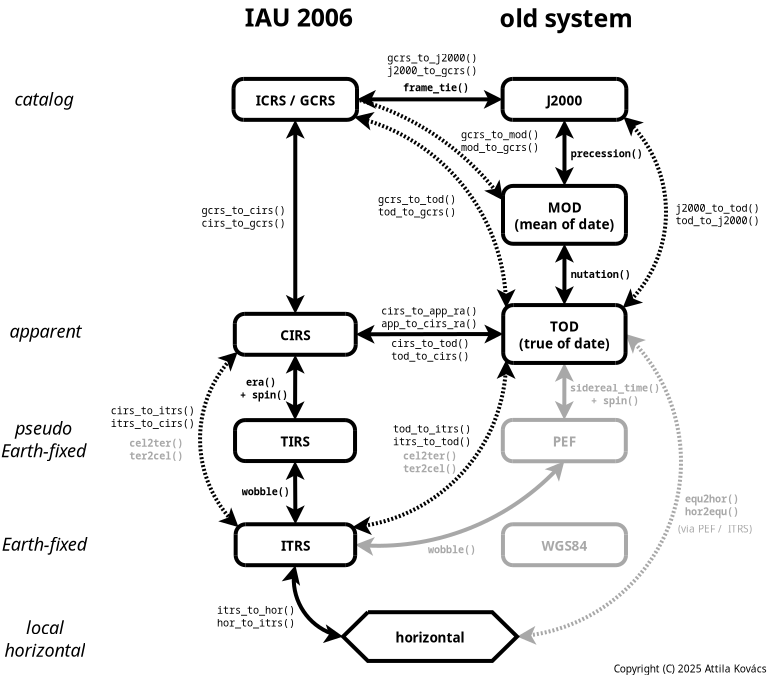 IAU 2006
old system
gcrs_to_j2000()
j2000_to_gcrs()
frame_tie()
catalog
ICRS / GCRS
J2000
gcrs_to_mod()
mod_to_gcrs()
precession()
gcrs_to_cirs()
cirs_to_gcrs()
gcrs_to_tod()
tod_to_gcrs()
MOD
(mean of date)
j2000_to_tod()
tod_to_j2000()
nutation()
apparent
CIRS
cirs_to_app_ra()
app_to_cirs_ra()
cirs_to_tod()
tod_to_cirs()
TOD
(true of date)
era()
+ spin()
sidereal_time()
+ spin()
cirs_to_itrs()
itrs_to_cirs()
cel2ter()
ter2cel()
pseudo
Earth-fixed
TIRS
tod_to_itrs()
itrs_to_tod()
cel2ter()
ter2cel()
PEF
wobble()
equ2hor()
hor2equ()
(via PEF / ITRS)
Earth-fixed
ITRS
wobble()
WGS84
itrs_to_hor()
hor_to_itrs()
local
horizontal
horizontal
Copyright (C) 2025 Attila Kovács